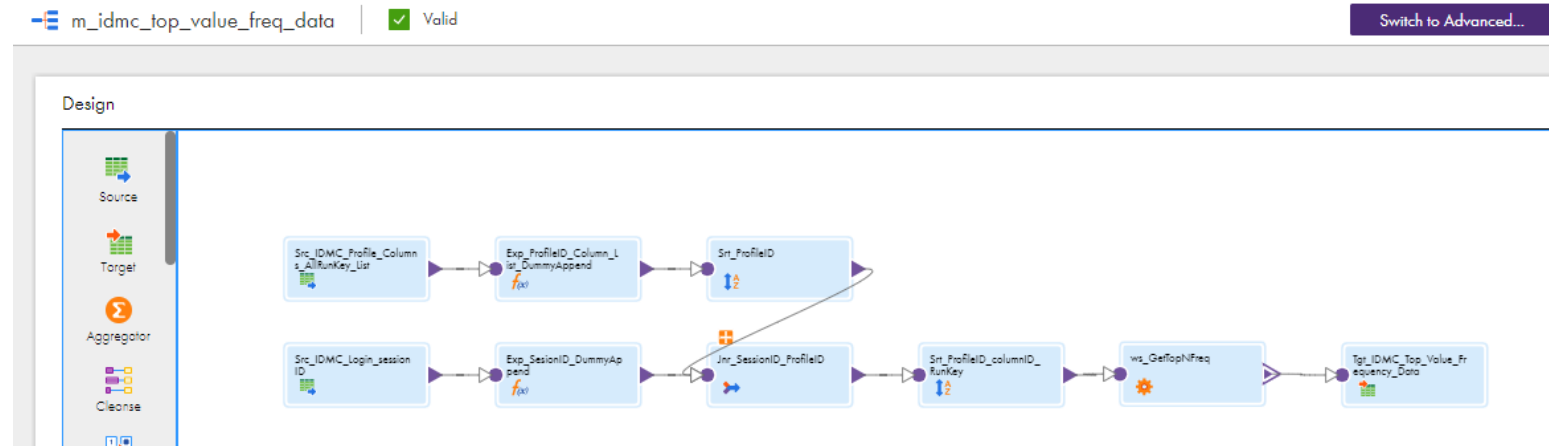 m_idmc_top_value_freq_data
Valid
Switch to Advanced...
Design
Source
Target
Aggregator
Cleanse
Src_IDMC_Profile_Column
s_AllRunKey_List
Exp_ProfileID_Column_L
ist_DummyAppend
f(x)
Srt_ProfileID
Src_IDMC_Login_session
ID
Exp_SesionID_DummyAp
pend
f(x)
Jnr_SessionID_ProfileID
Srt_ProfileID_columnID_
RunKey
ws_GetTopNFreq
Tgt_IDMC_Top_Value_Fr
equency_Data